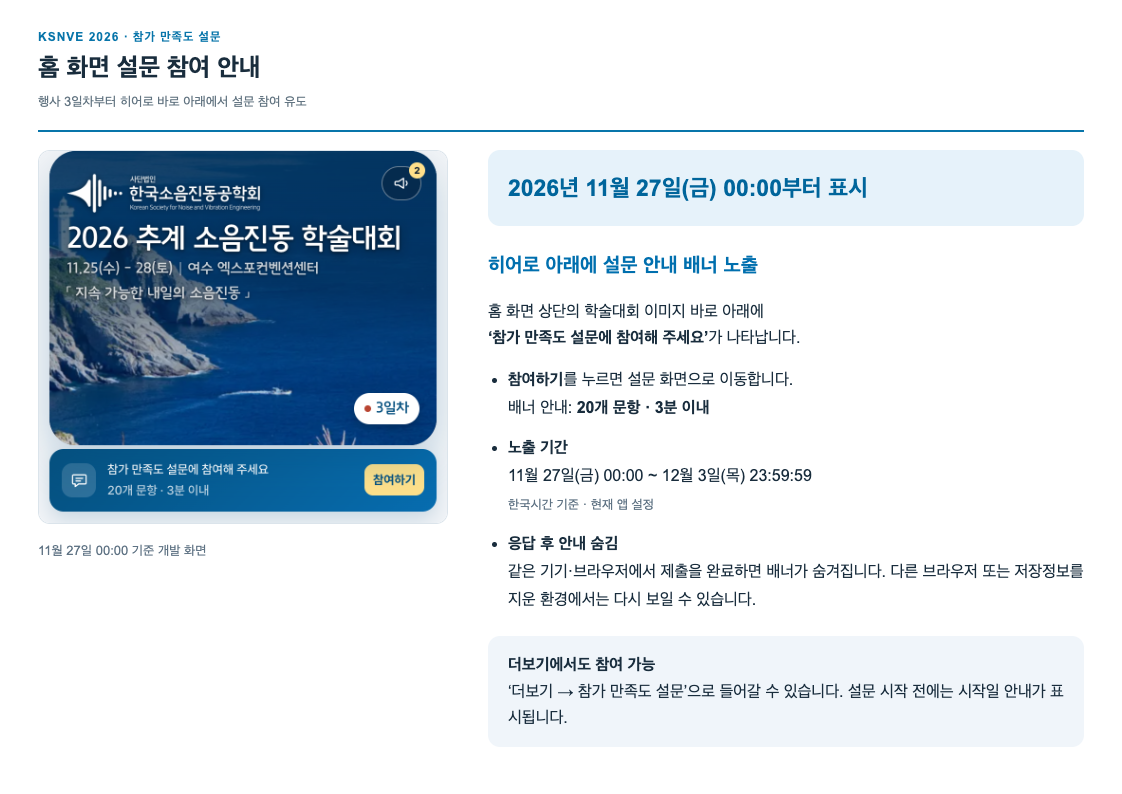 KSNVE 2026 · 참가 만족도 설문
홈 화면 설문 참여 안내
행사 3일차부터 히어로 바로 아래에서 설문 참여 유도
사단법인
한국소음진동공학회
Korean Society for Noise and Vibration Engineering
2
2026 추계 소음진동 학술대회
11.25(수) - 28(토) | 여수 엑스포컨벤션센터
「 지속 가능한 내일의 소음진동 」
3일차
참가 만족도 설문에 참여해 주세요
20개 문항 · 3분 이내
참여하기
11월 27일 00:00 기준 개발 화면
2026년 11월 27일(금) 00:00부터 표시
히어로 아래에 설문 안내 배너 노출
홈 화면 상단의 학술대회 이미지 바로 아래에
‘참가 만족도 설문에 참여해 주세요’가 나타납니다.
• 참여하기를 누르면 설문 화면으로 이동합니다.
배너 안내: 20개 문항 · 3분 이내
• 노출 기간
11월 27일(금) 00:00 ~ 12월 3일(목) 23:59:59
한국시간 기준 · 현재 앱 설정
• 응답 후 안내 숨김
같은 기기·브라우저에서 제출을 완료하면 배너가 숨겨집니다. 다른 브라우저 또는 저장정보를
지운 환경에서는 다시 보일 수 있습니다.
더보기에서도 참여 가능
‘더보기 → 참가 만족도 설문’으로 들어갈 수 있습니다. 설문 시작 전에는 시작일 안내가 표
시됩니다.